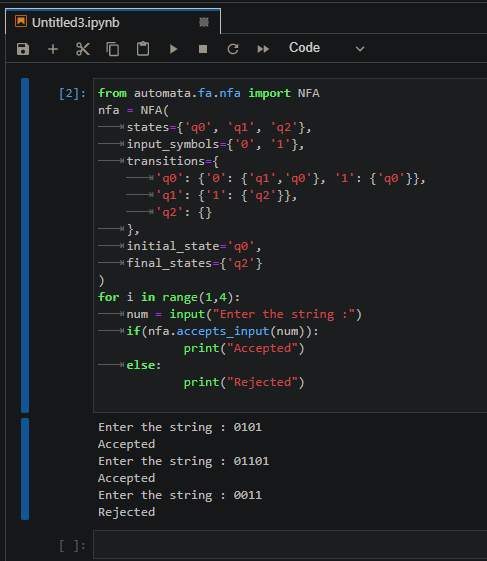 Untitled3.ipynb
Code
[2]:
from automata.fa.nfa import NFA
nfa = NFA(
states={'q0', 'q1', 'q2'},
input_symbols={'0', '1'},
transitions={
'q0': {'0': {'q1','q0'}, '1': {'q0'}},
'q1': {'1': {'q2'}},
'q2': {}
},
initial_state='q0',
final_states={'q2'}
)
for i in range(1,4):
num = input("Enter the string :")
if(nfa.accepts_input(num)):
print("Accepted")
else:
print("Rejected")
Enter the string : 0101
Accepted
Enter the string : 01101
Accepted
Enter the string : 0011
Rejected
[ ]: